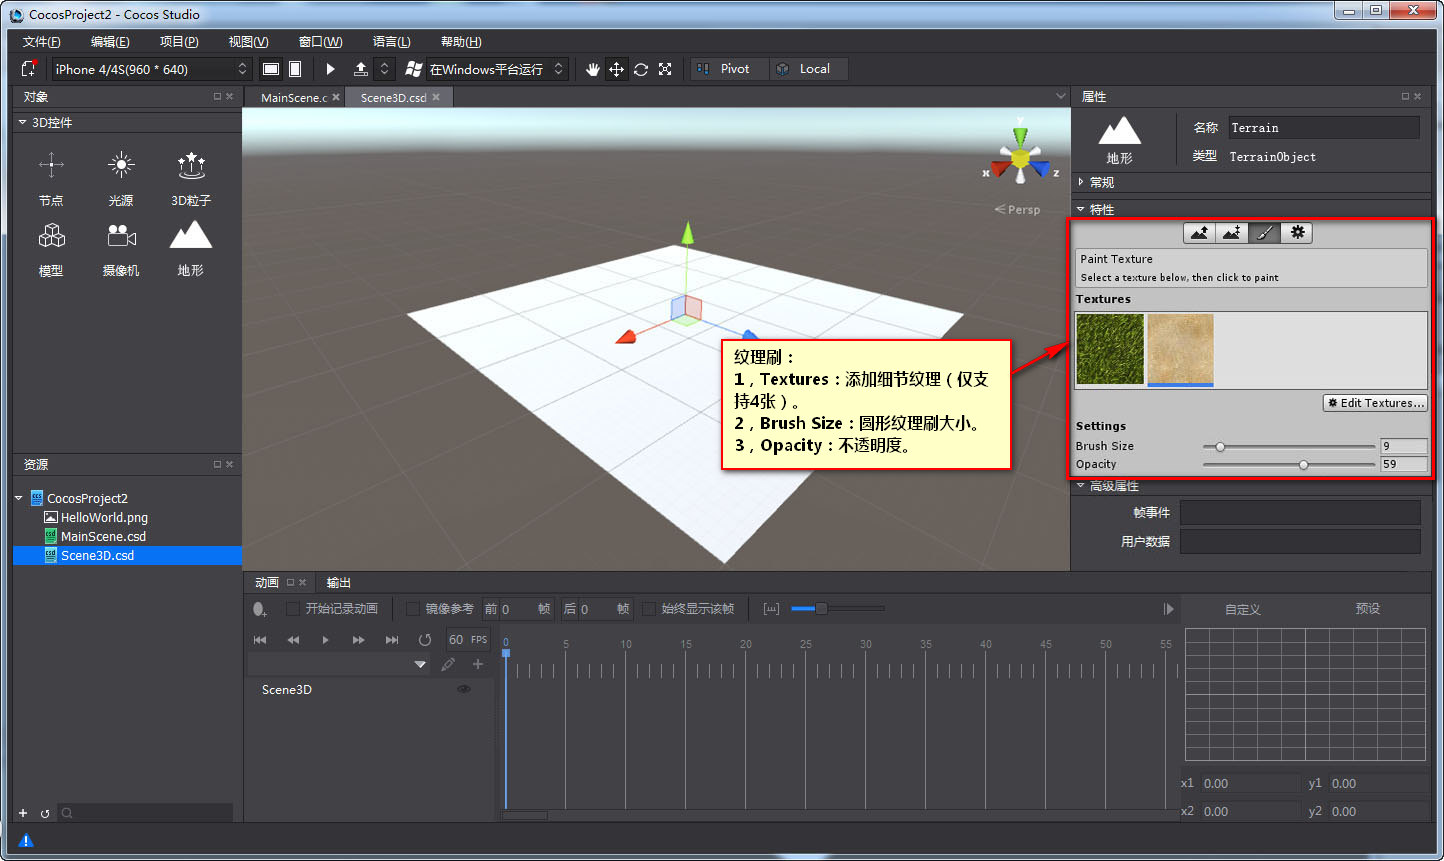 CocosProject2 - Cocos Studio
文件(F) 编辑(E) 项目(P) 视图(V) 窗口(W) 语言(L) 帮助(H)
iPhone 4/4S(960 * 640) 在Windows平台运行 Pivot Local
对象
3D控件
节点 光源 3D粒子
模型 摄像机 地形
资源
CocosProject2
HelloWorld.png
MainScene.csd
Scene3D.csd
MainScene.c Scene3D.csd
y
x z
Persp
纹理刷：
1，Textures：添加细节纹理（仅支
持4张）。
2，Brush Size：圆形纹理刷大小。
3，Opacity：不透明度。
属性
地形
名称 Terrain
类型 TerrainObject
常规
特性
Paint Texture
Select a texture below, then click to paint
Textures
Edit Textures...
Settings
Brush Size 9
Opacity 59
高级属性
帧事件
用户数据
动画 输出
开始记录动画 镜像参考 前 0 帧 后 0 帧 始终显示该帧
60 FPS
0 5 10 15 20 25 30 35 40 45 50 55
Scene3D
自定义 预设
x1 0.00 y1 0.00
x2 0.00 y2 0.00